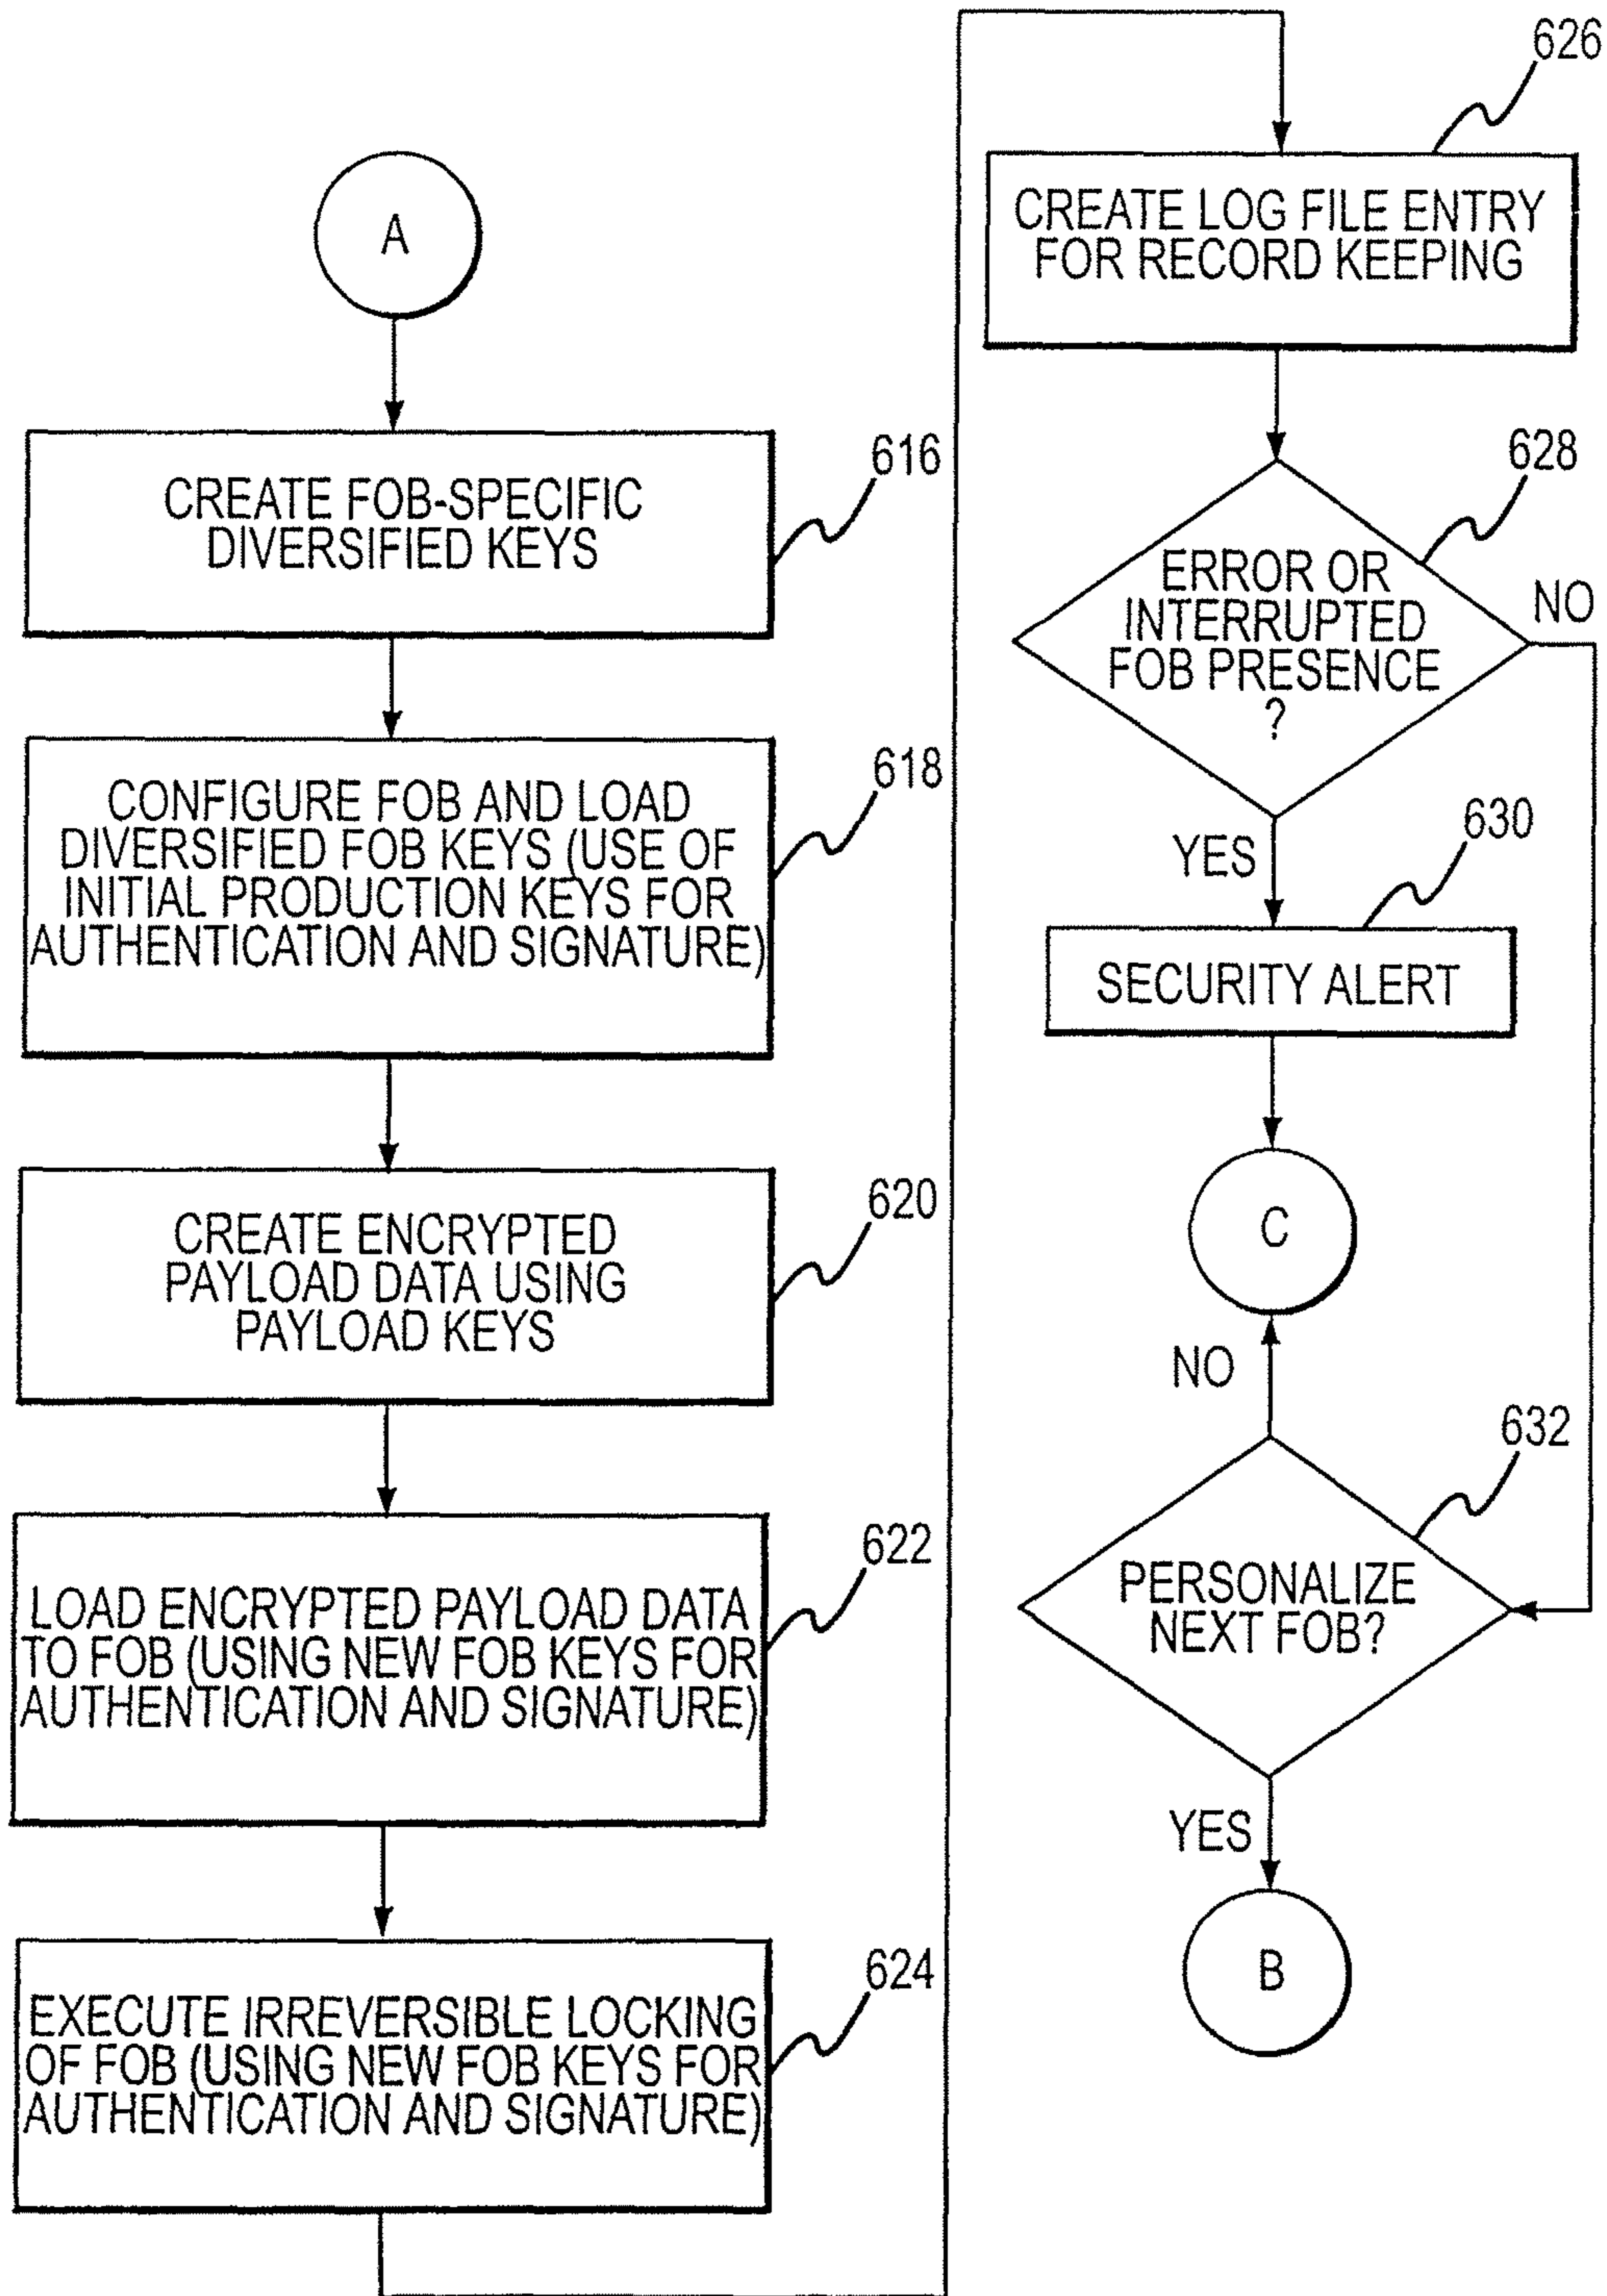 A
CREATE FOB-SPECIFIC
DIVERSIFIED KEYS
616
CONFIGURE FOB AND LOAD
DIVERSIFIED FOB KEYS (USE OF
INITIAL PRODUCTION KEYS FOR
AUTHENTICATION AND SIGNATURE)
618
CREATE ENCRYPTED
PAYLOAD DATA USING
PAYLOAD KEYS
620
LOAD ENCRYPTED PAYLOAD DATA
TO FOB (USING NEW FOB KEYS FOR
AUTHENTICATION AND SIGNATURE)
622
EXECUTE IRREVERSIBLE LOCKING
OF FOB (USING NEW FOB KEYS FOR
AUTHENTICATION AND SIGNATURE)
624
626
CREATE LOG FILE ENTRY
FOR RECORD KEEPING
628
ERROR OR
INTERRUPTED
FOB PRESENCE
?
NO
YES
630
SECURITY ALERT
C
NO
632
PERSONALIZE
NEXT FOB?
YES
B